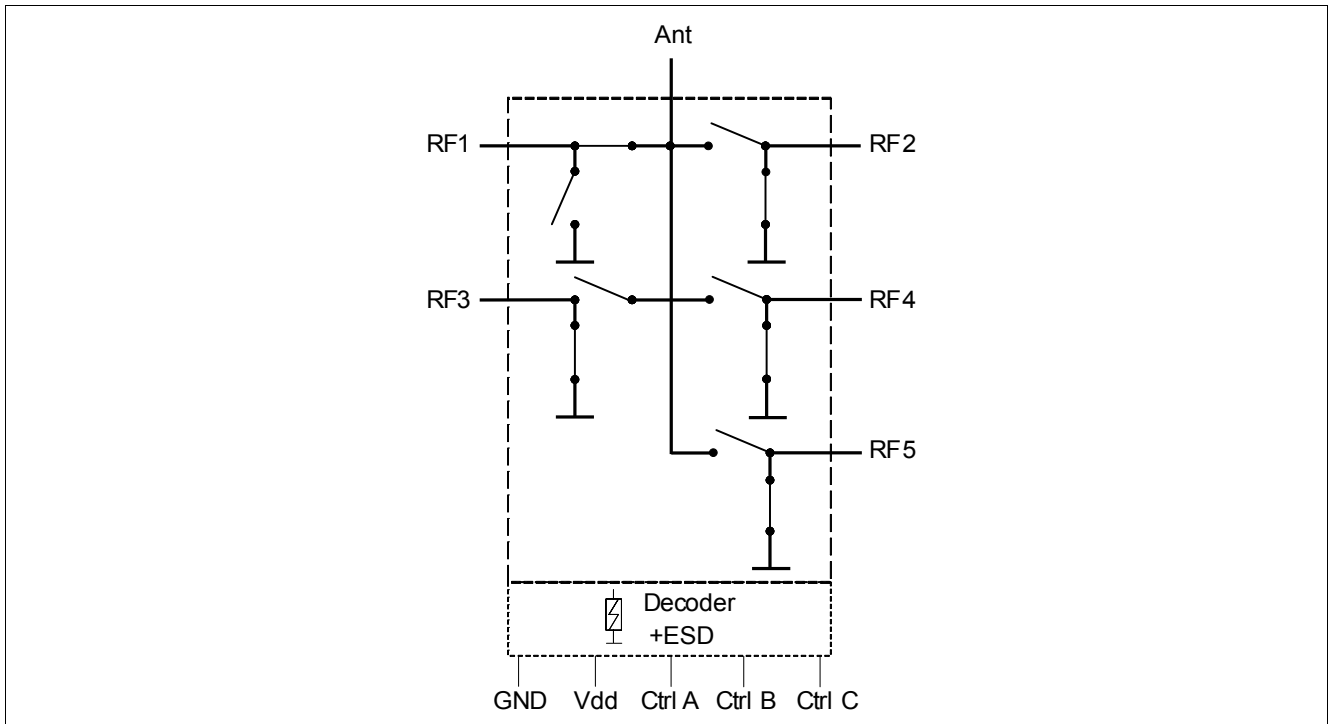 Ant
RF1
RF2
RF3
RF4
RF5
Decoder
+ESD
GND Vdd Ctrl A Ctrl B Ctrl C